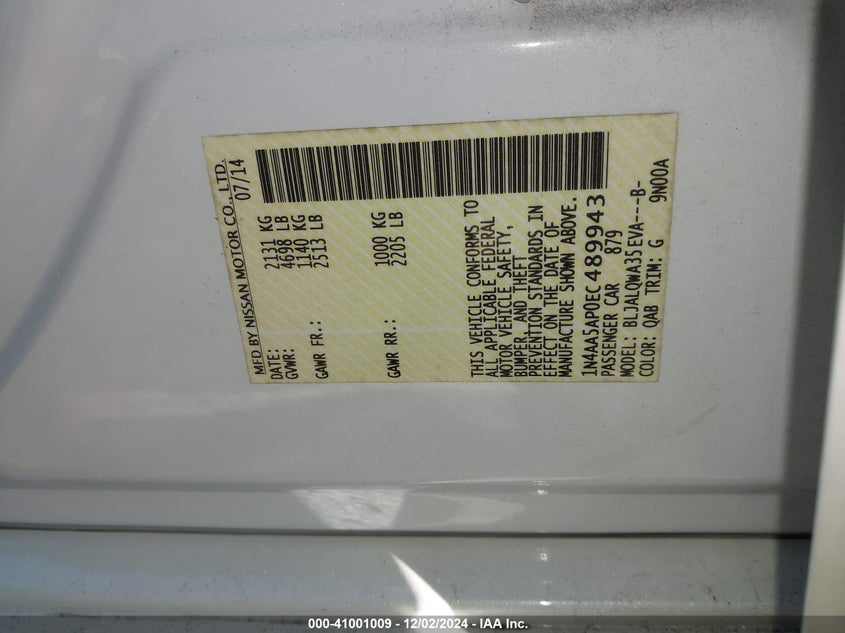 MFD BY NISSAN MOTOR CO., LTD.
DATE: 07/14
GVWR: 2131 KG
4698 LB
GAWR FR.: 1140 KG
2513 LB
GAWR RR.: 1000 KG
2205 LB
THIS VEHICLE CONFORMS TO
ALL APPLICABLE FEDERAL
MOTOR VEHICLE SAFETY,
BUMPER, AND THEFT
PREVENTION STANDARDS IN
EFFECT ON THE DATE OF
MANUFACTURE SHOWN ABOVE.
1N4AA5AP0EC489943
PASSENGER CAR 879
MODEL: BLJALQWA35EVA----B-
COLOR: QAB TRIM: G 9N00A
000-41001009 - 12/02/2024 - IAA Inc.